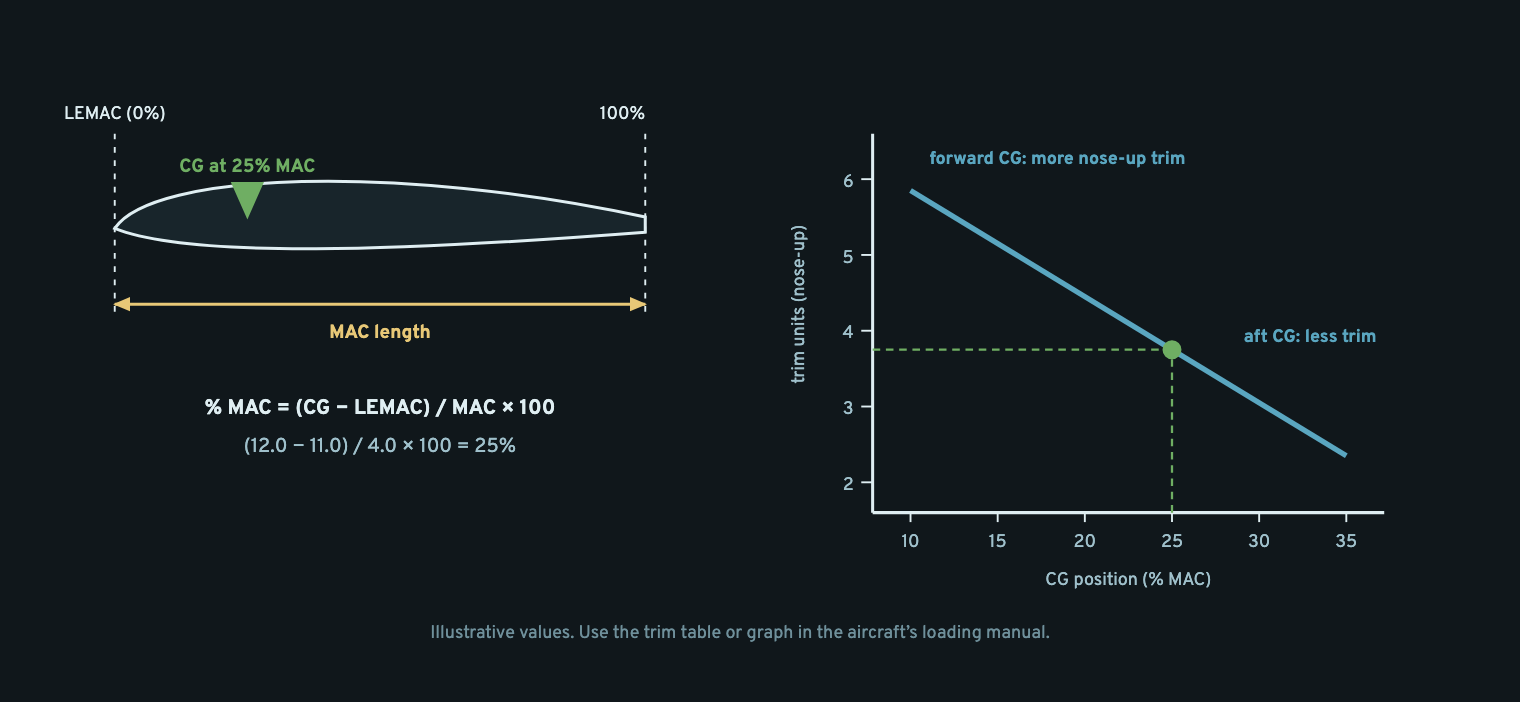 LEMAC (0%)
100%
CG at 25% MAC
MAC length
% MAC = (CG − LEMAC) / MAC × 100
(12.0 − 11.0) / 4.0 × 100 = 25%
forward CG: more nose-up trim
aft CG: less trim
trim units (nose-up)
6
5
4
3
2
10
15
20
25
30
35
CG position (% MAC)
Illustrative values. Use the trim table or graph in the aircraft’s loading manual.